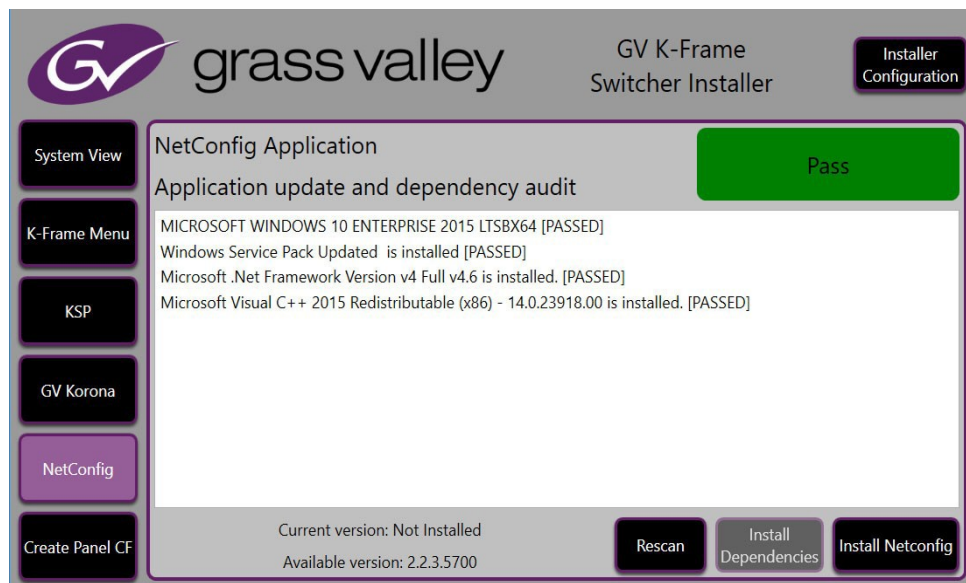 GV grass valley
GV K-Frame
Switcher Installer
Installer
Configuration
System View
K-Frame Menu
KSP
GV Korona
NetConfig
Create Panel CF
NetConfig Application
Application update and dependency audit
Pass
MICROSOFT WINDOWS 10 ENTERPRISE 2015 LTSBX64 [PASSED]
Windows Service Pack Updated  is installed [PASSED]
Microsoft .Net Framework Version v4 Full v4.6 is installed. [PASSED]
Microsoft Visual C++ 2015 Redistributable (x86) - 14.0.23918.00 is installed. [PASSED]
Current version: Not Installed
Available version: 2.2.3.5700
Rescan
Install
Dependencies
Install Netconfig